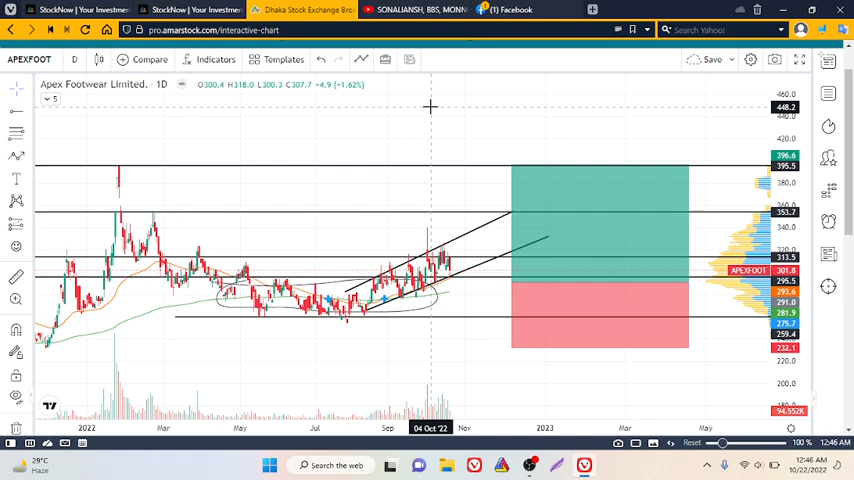 StockNow | Your Investmen
StockNow | Your Investmen
Dhaka Stock Exchange Bro
SONALIANSH, BBS, MONN
Facebook
pro.amarstock.com/interactive-chart
Search Yahoo!
APEXFOOT
D
Compare
Indicators
Templates
Save
Apex Footwear Limited. · 1D
O300.4 H318.0 L300.3 C307.7 -4.9 (-1.62%)
5
460.0
448.2
440.0
420.0
396.6
395.5
380.0
360.0
353.7
340.0
320.0
313.5
APEXFOOT 301.8
295.5
293.6
291.0
281.9
275.7
259.4
232.1
220.0
200.0
180.0
94.552K
2022
Mar
May
Jul
Sep
04 Oct '22
Nov
2023
Mar
May
Reset
100 %
12:46 AM
29°C
Haze
Search the web
12:46 AM
10/22/2022